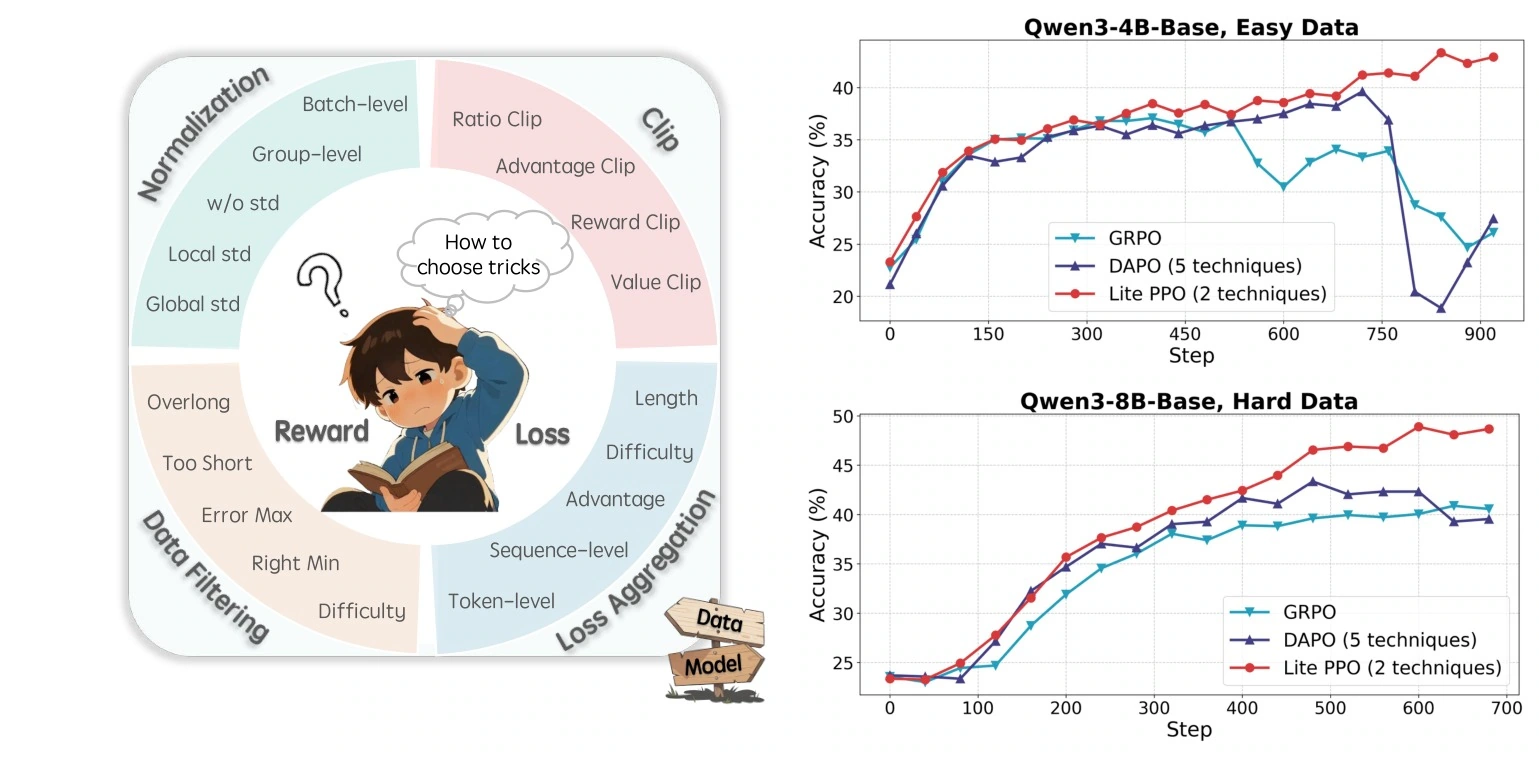 Normalization
Batch-level
Group-level
w/o std
Local std
Global std
Clip
Ratio Clip
Advantage Clip
Reward Clip
Value Clip
How to
choose tricks
Reward
Loss
Data Filtering
Overlong
Too Short
Error Max
Right Min
Difficulty
Loss Aggregation
Length
Difficulty
Advantage
Sequence-level
Token-level
Data
Model
Qwen3-4B-Base, Easy Data
Accuracy (%)
40
35
30
25
20
GRPO
DAPO (5 techniques)
Lite PPO (2 techniques)
0 150 300 450 600 750 900
Step
Qwen3-8B-Base, Hard Data
Accuracy (%)
50
45
40
35
30
25
GRPO
DAPO (5 techniques)
Lite PPO (2 techniques)
0 100 200 300 400 500 600 700
Step